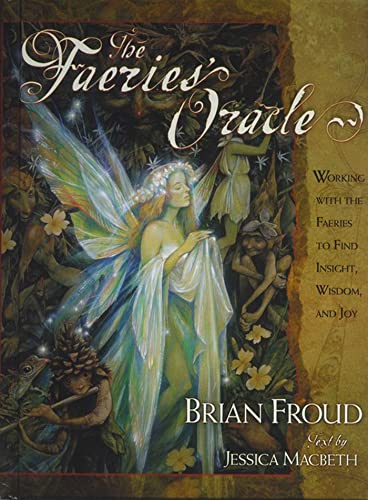 The
Faeries'
Oracle
WORKING
WITH THE
FAERIES
TO FIND
INSIGHT,
WISDOM,
AND JOY
BRIAN FROUD
Text by
JESSICA MACBETH